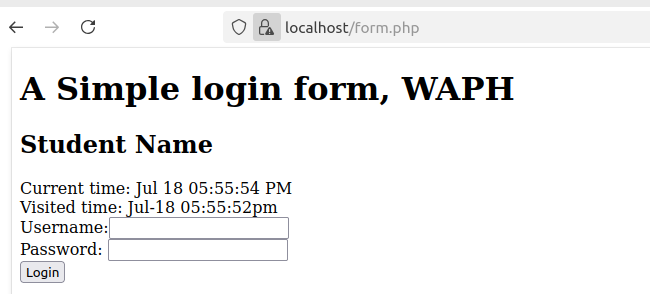 localhost/form.php
A Simple login form, WAPH
Student Name
Current time: Jul 18 05:55:54 PM
Visited time: Jul-18 05:55:52pm
Username:
Password:
Login